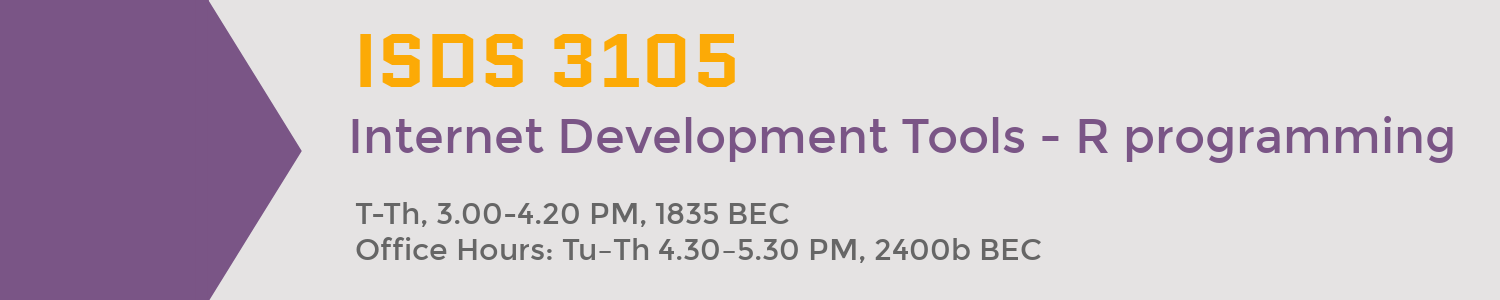 ISDS 3105
Internet Development Tools - R programming
T-Th, 3.00-4.20 PM, 1835 BEC
Office Hours: Tu–Th 4.30–5.30 PM, 2400b BEC